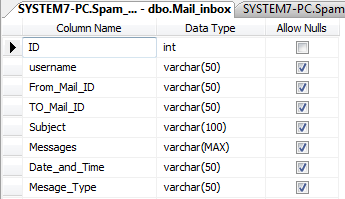 SYSTEM7-PC.Spam_... - dbo.Mail_inbox SYSTEM7-PC.Spam
Column Name Data Type Allow Nulls
ID int
username varchar(50)
From_Mail_ID varchar(50)
TO_Mail_ID varchar(50)
Subject varchar(100)
Messages varchar(MAX)
Date_and_Time varchar(50)
Mesage_Type varchar(50)